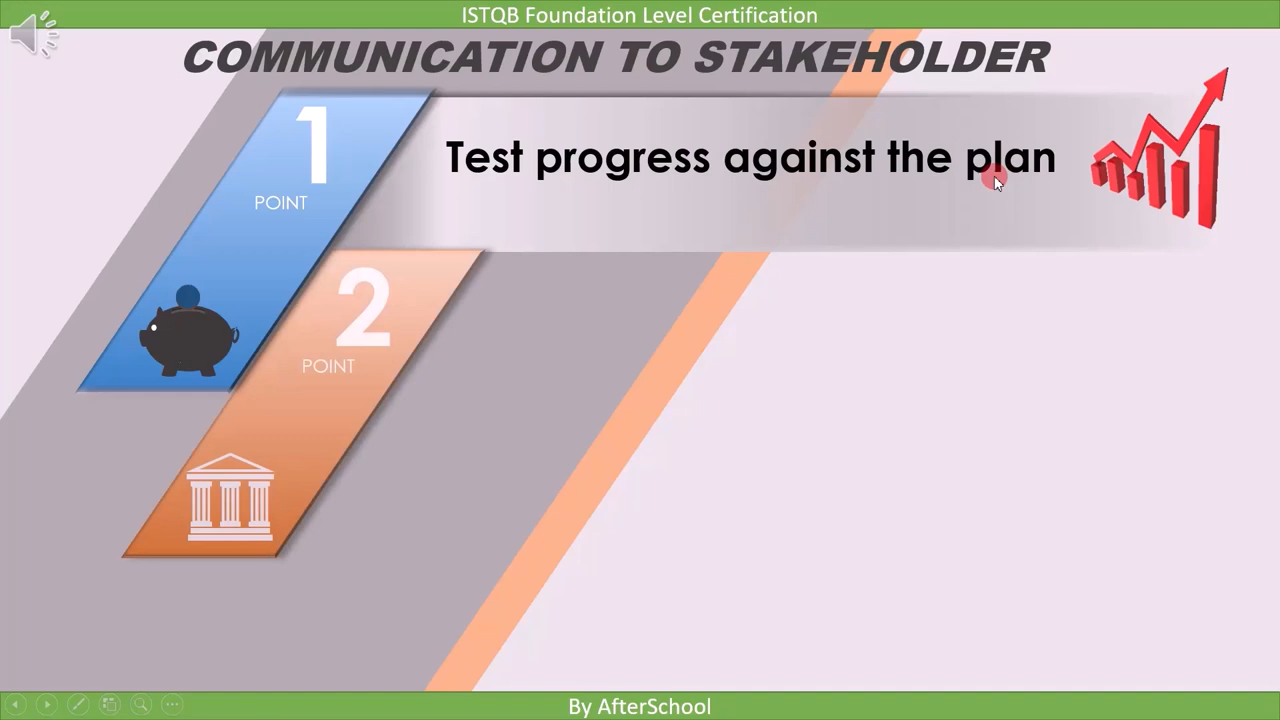 ISTQB Foundation Level Certification
COMMUNICATION TO STAKEHOLDER
1
POINT
Test progress against the plan
2
POINT
By AfterSchool